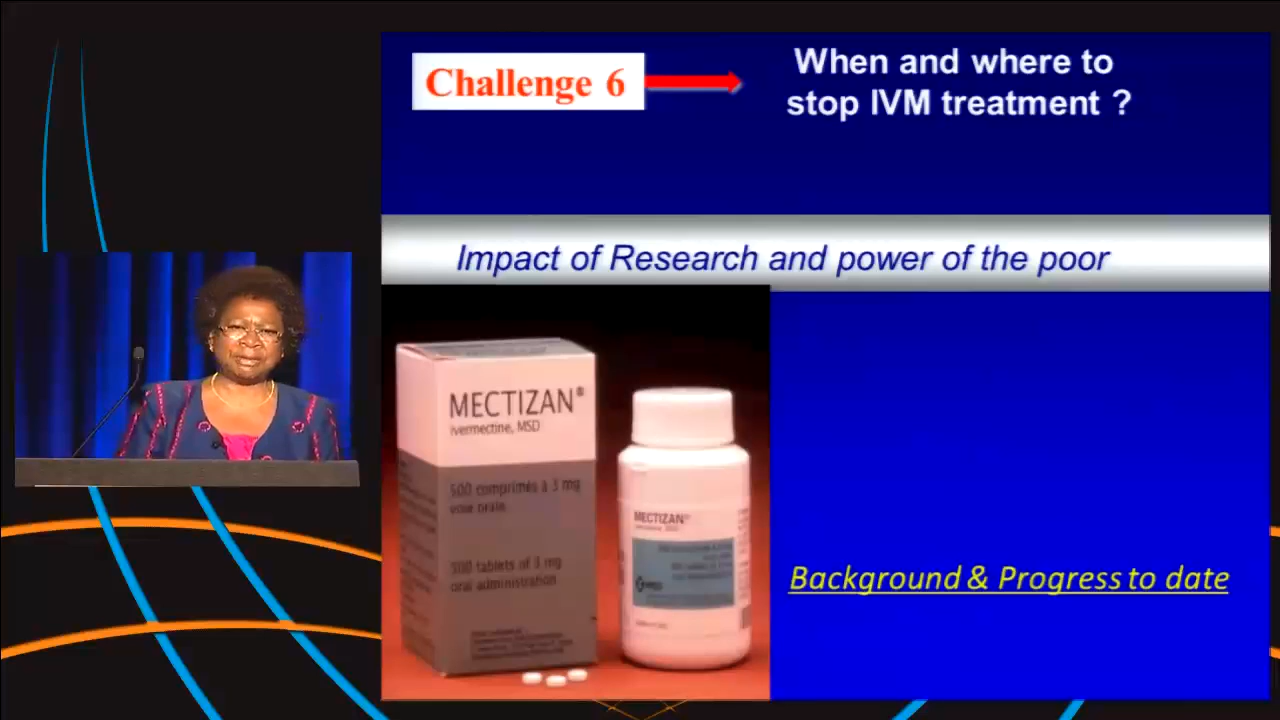 Challenge 6
When and where to
stop IVM treatment ?
Impact of Research and power of the poor
MECTIZAN®
ivermectine, MSD
500 comprimés à 3 mg
voie orale
500 tablets of 3 mg
oral administration
MECTIZAN®
Background & Progress to date